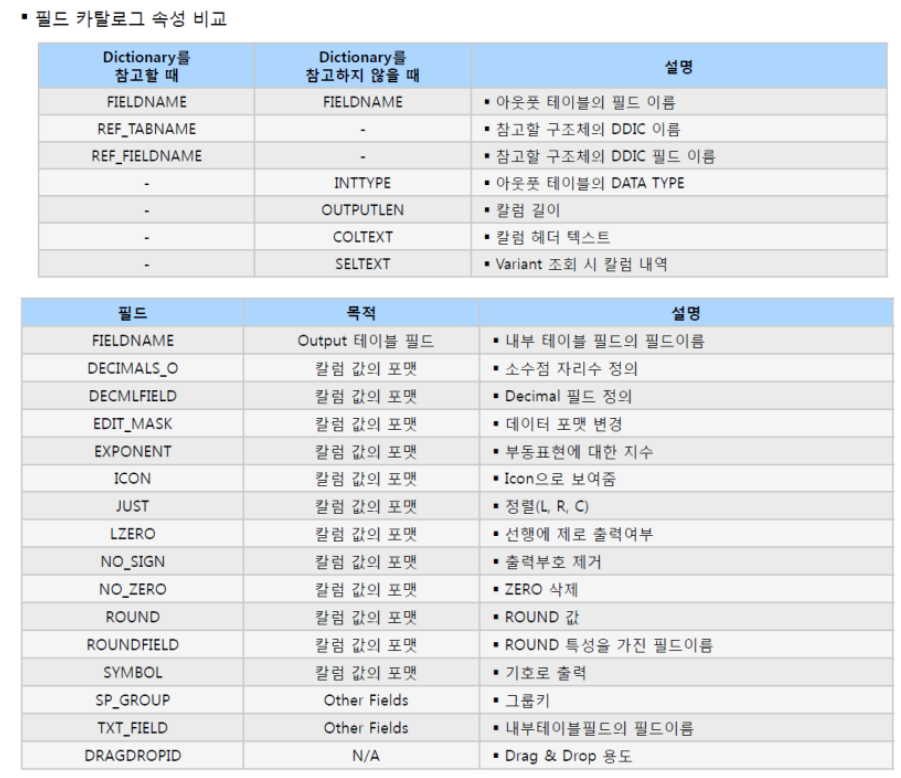 ▪ 필드 카탈로그 속성 비교
Dictionary를 참고할 때 Dictionary를 참고하지 않을 때 설명
FIELDNAME FIELDNAME ▪ 아웃풋 테이블의 필드 이름
REF_TABNAME - ▪ 참고할 구조체의 DDIC 이름
REF_FIELDNAME - ▪ 참고할 구조체의 DDIC 필드 이름
- INTTYPE ▪ 아웃풋 테이블의 DATA TYPE
- OUTPUTLEN ▪ 칼럼 길이
- COLTEXT ▪ 칼럼 헤더 텍스트
- SELTEXT ▪ Variant 조회 시 칼럼 내역
필드 목적 설명
FIELDNAME Output 테이블 필드 ▪ 내부 테이블 필드의 필드이름
DECIMALS_O 칼럼 값의 포맷 ▪ 소수점 자리수 정의
DECMLFIELD 칼럼 값의 포맷 ▪ Decimal 필드 정의
EDIT_MASK 칼럼 값의 포맷 ▪ 데이터 포맷 변경
EXPONENT 칼럼 값의 포맷 ▪ 부동표현에 대한 지수
ICON 칼럼 값의 포맷 ▪ Icon으로 보여줌
JUST 칼럼 값의 포맷 ▪ 정렬(L, R, C)
LZERO 칼럼 값의 포맷 ▪ 선행에 제로 출력여부
NO_SIGN 칼럼 값의 포맷 ▪ 출력부호 제거
NO_ZERO 칼럼 값의 포맷 ▪ ZERO 삭제
ROUND 칼럼 값의 포맷 ▪ ROUND 값
ROUNDFIELD 칼럼 값의 포맷 ▪ ROUND 특성을 가진 필드이름
SYMBOL 칼럼 값의 포맷 ▪ 기호로 출력
SP_GROUP Other Fields ▪ 그룹키
TXT_FIELD Other Fields ▪ 내부테이블필드의 필드이름
DRAGDROPID N/A ▪ Drag & Drop 용도